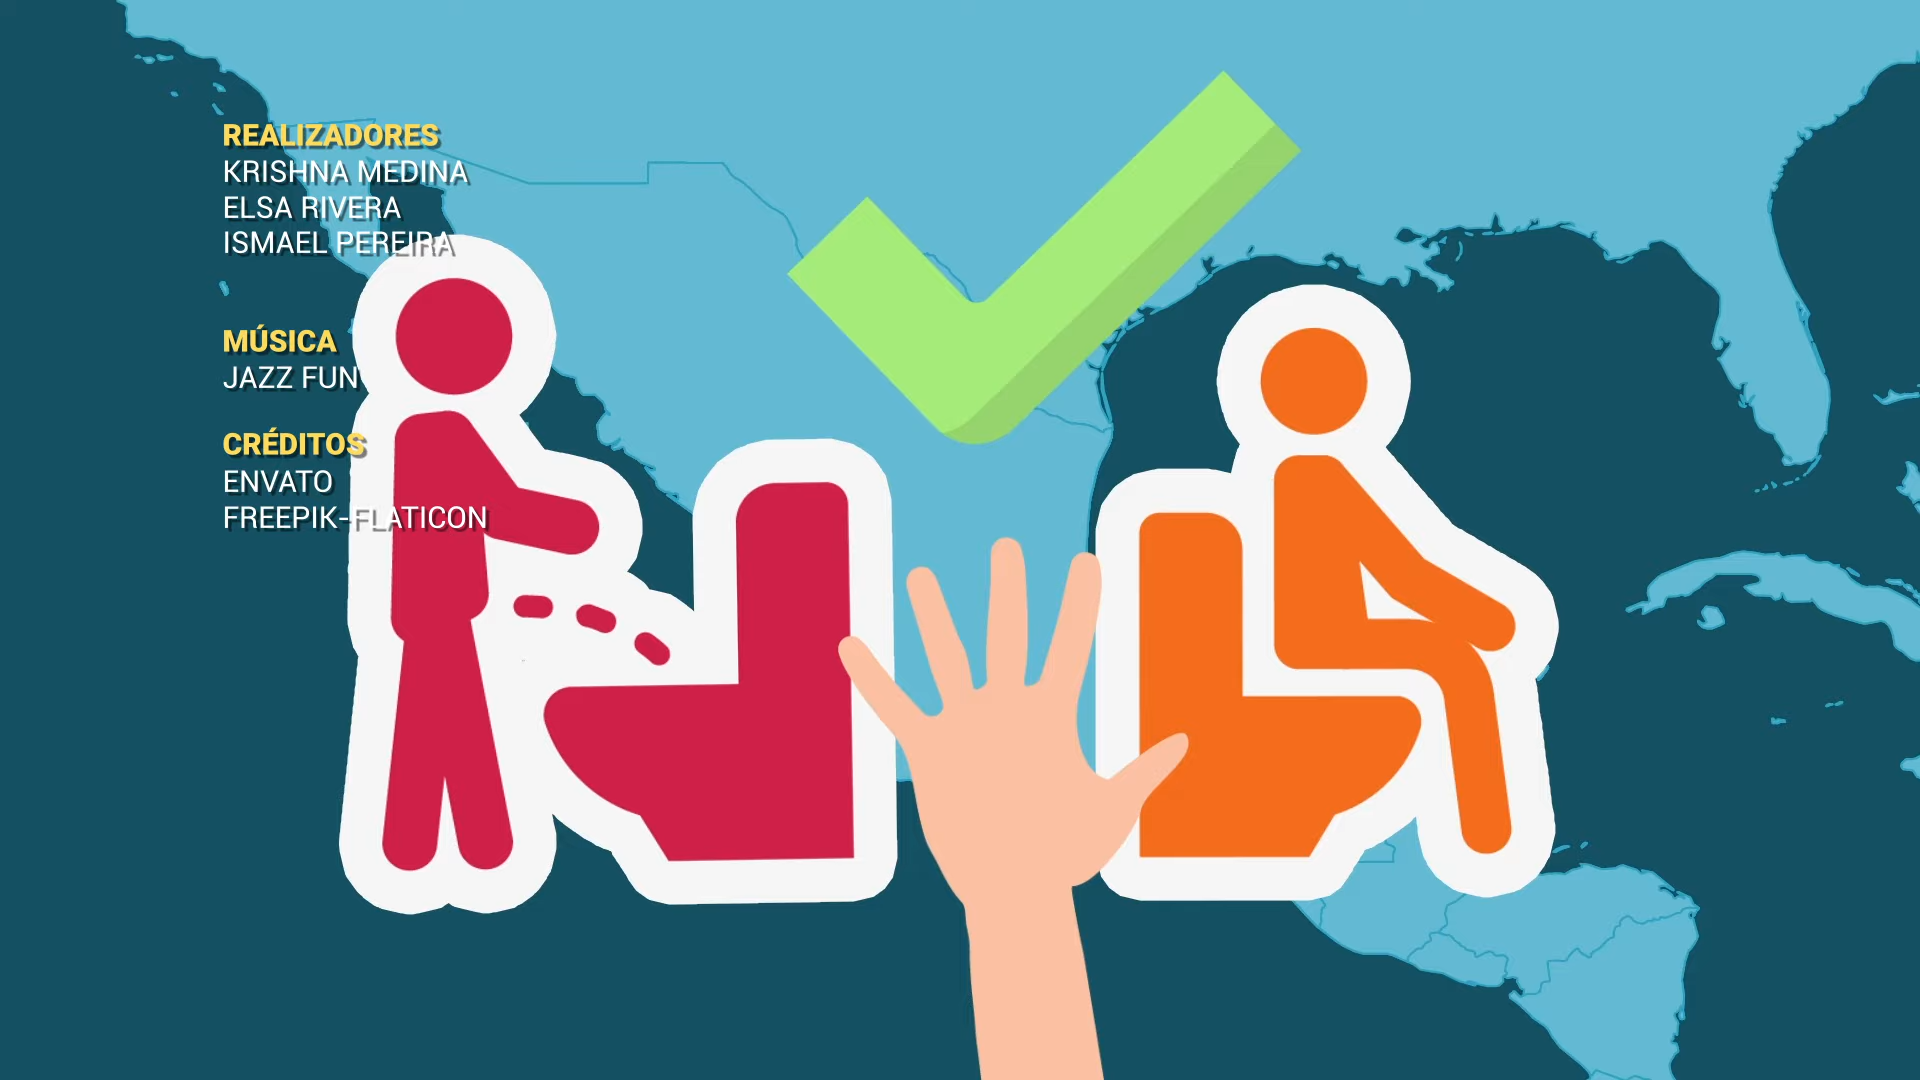 REALIZADORES
KRISHNA MEDINA
ELSA RIVERA
ISMAEL PEREIRA
MÚSICA
JAZZ FUN
CRÉDITOS
ENVATO
FREEPIK-FLATICON